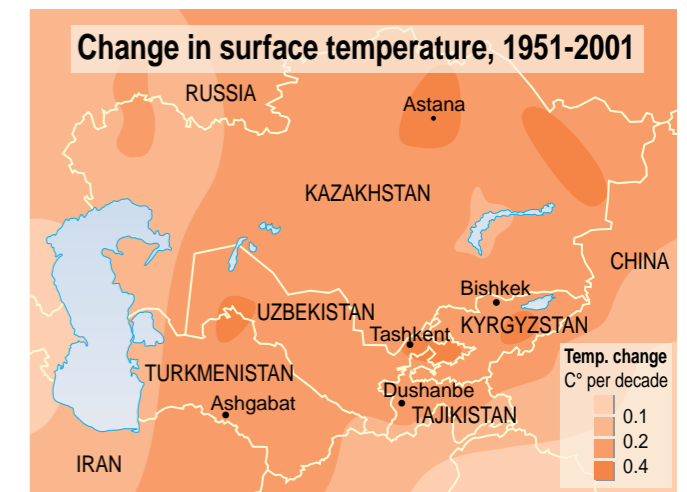 Change in surface temperature, 1951-2001
RUSSIA
Astana
KAZAKHSTAN
CHINA
Bishkek
UZBEKISTAN
KYRGYZSTAN
Tashkent
TURKMENISTAN
Dushanbe
Ashgabat
TAJIKISTAN
IRAN
Temp. change
C° per decade
0.1
0.2
0.4